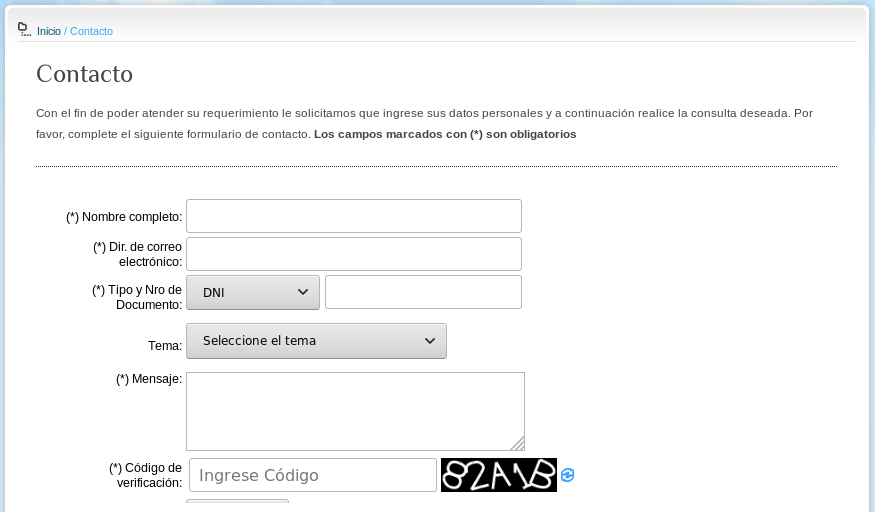 Inicio / Contacto
Contacto
Con el fin de poder atender su requerimiento le solicitamos que ingrese sus datos personales y a continuación realice la consulta deseada. Por
favor, complete el siguiente formulario de contacto. Los campos marcados con (*) son obligatorios
(*) Nombre completo:
(*) Dir. de correo
electrónico:
(*) Tipo y Nro de
Documento:
DNI
Tema:
Seleccione el tema
(*) Mensaje:
(*) Código de
verificación:
Ingrese Código
82A1B